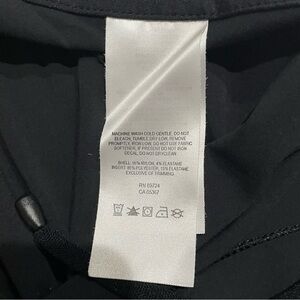 MACHINE WASH COLD GENTLE. DO NOT
BLEACH, TUMBLE DRY LOW, REMOVE
PROMPTLY. IRON LOW. DO NOT USE FABRIC
SOFTENER. IF PRESENT DO NOT IRON
DECAL. DO NOT DRYCLEAN.
SHELL: NYLON, ELASTANE
INSERT: POLYESTER, ELASTANE
EXCLUSIVE OF TRIMMING.
RN 69724
CA 05367